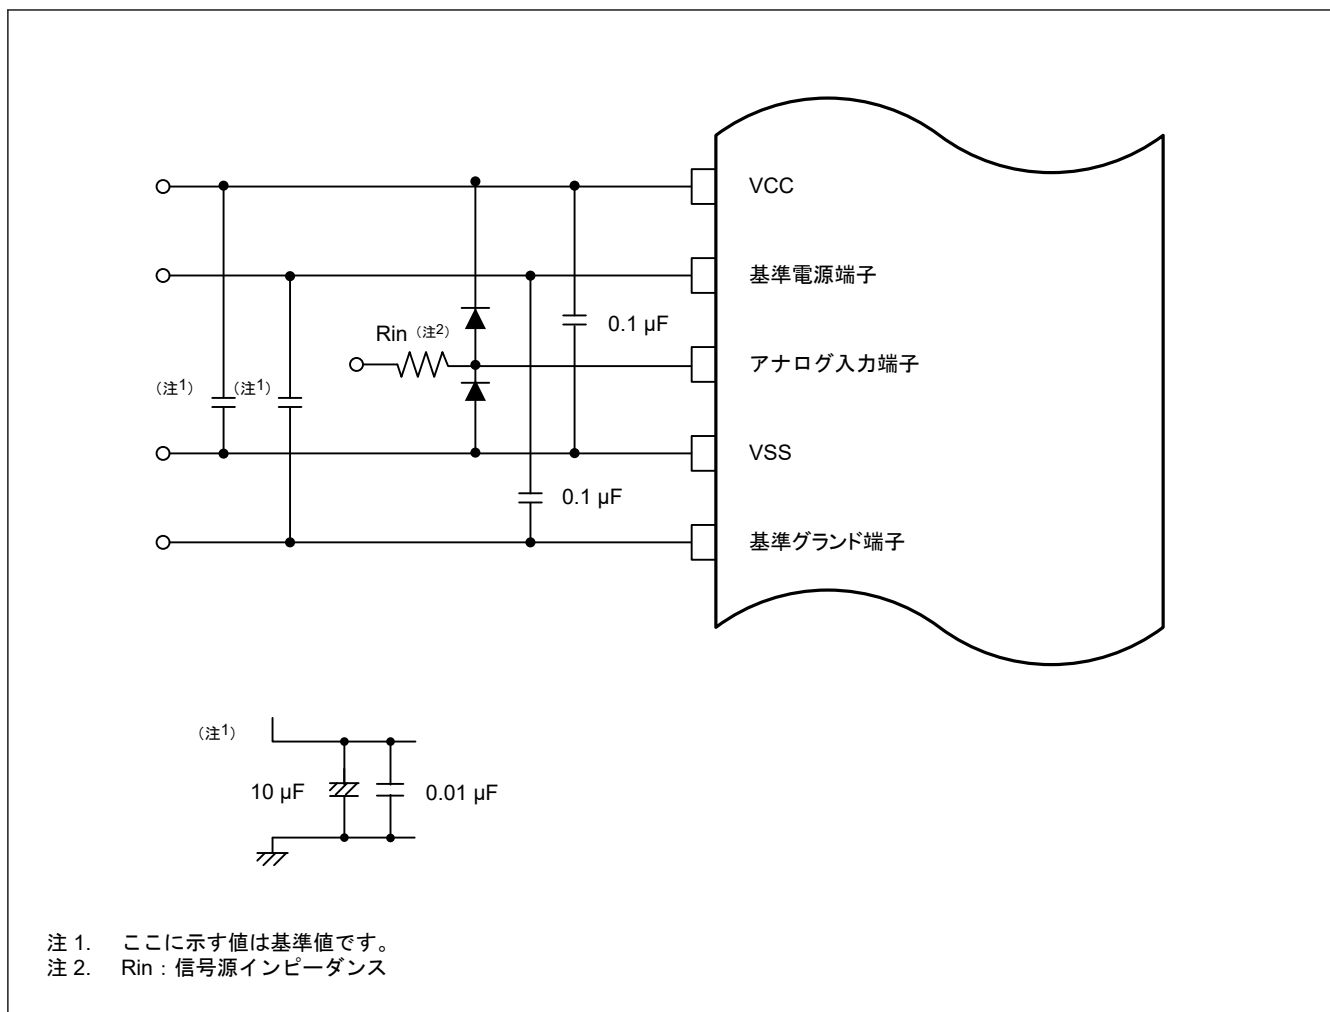 VCC
基準電源端子
Rin（注2）
0.1 µF
アナログ入力端子
（注1）
（注1）
VSS
0.1 µF
基準グランド端子
（注1）
10 µF
0.01 µF
注 1. ここに示す値は基準値です。
注 2. Rin：信号源インピーダンス